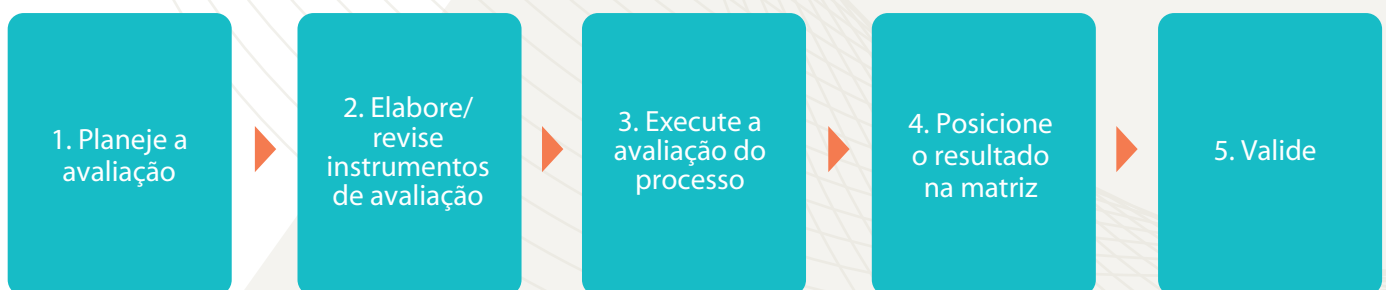 1. Planeje a
avaliação
2. Elabore/
revise
instrumentos
de avaliação
3. Execute a
avaliação do
processo
4. Posicione
o resultado
na matriz
5. Valide